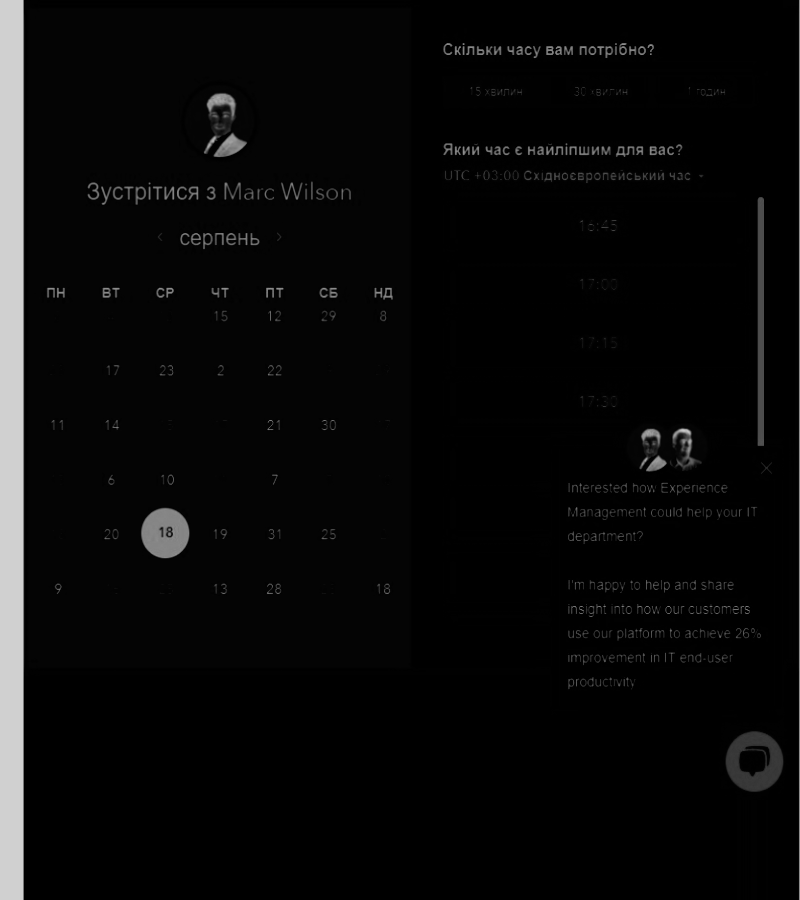 Зустрітися з Marc Wilson
серпень
ПН ВТ СР ЧТ ПТ СБ НД
15 12 29 8
17 23 2 22
11 14 21 30
6 10 7
20 18 19 31 25
9 13 28 18
Скільки часу вам потрібно?
15 хвилин 30 хвилин 1 годин
Який час є найліпшим для вас?
UTC +03:00 Східноєвропейський час
16:45
17:00
17:15
17:30
Interested how Experience
Management could help your IT
department?
I'm happy to help and share
insight into how our customers
use our platform to achieve 26%
improvement in IT end-user
productivity